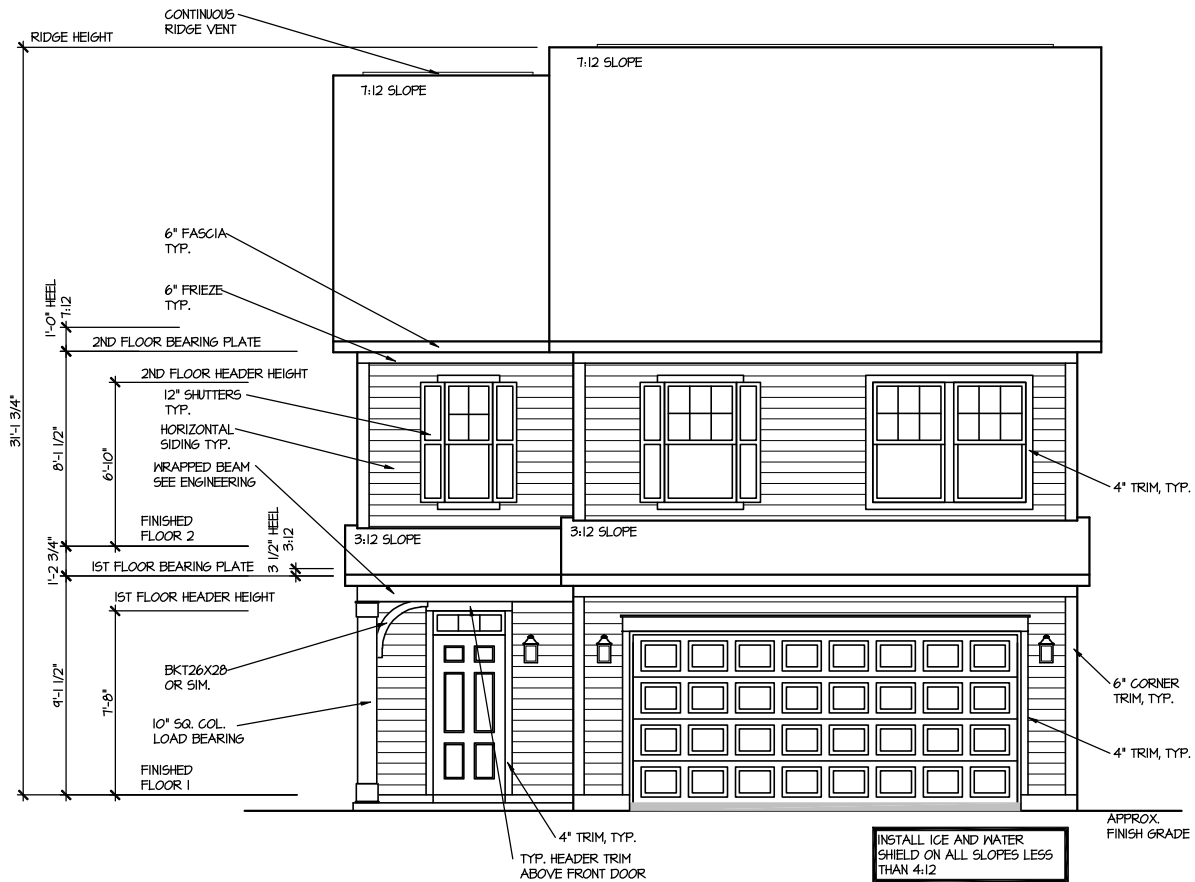 CONTINUOUS
RIDGE VENT
RIDGE HEIGHT
7:12 SLOPE
7:12 SLOPE
6" FASCIA
TYP.
6" FRIEZE
TYP.
1'-0" HEEL
7:12
2ND FLOOR BEARING PLATE
2ND FLOOR HEADER HEIGHT
12" SHUTTERS
TYP.
HORIZONTAL
SIDING TYP.
WRAPPED BEAM
SEE ENGINEERING
31'-1 3/4"
8'-1 1/2"
6'-10"
4" TRIM, TYP.
FINISHED
FLOOR 2
3 1/2" HEEL
3:12
3:12 SLOPE
3:12 SLOPE
1'-2 3/4"
1ST FLOOR BEARING PLATE
1ST FLOOR HEADER HEIGHT
BKT26X28
OR SIM.
9'-1 1/2"
7'-8"
10" SQ. COL.
LOAD BEARING
6" CORNER
TRIM, TYP.
4" TRIM, TYP.
FINISHED
FLOOR 1
APPROX.
FINISH GRADE
4" TRIM, TYP.
TYP. HEADER TRIM
ABOVE FRONT DOOR
INSTALL ICE AND WATER
SHIELD ON ALL SLOPES LESS
THAN 4:12